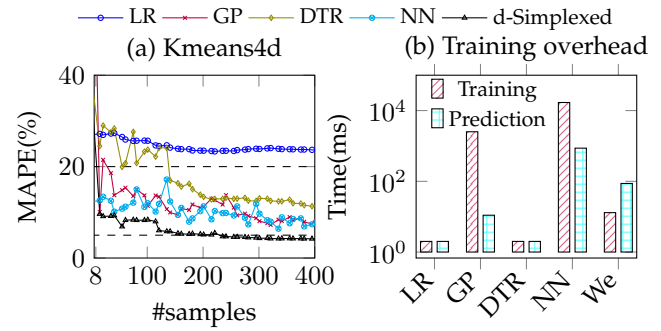 LR GP DTR NN d-Simplexed
(a) Kmeans4d
(b) Training overhead
MAPE(%)
40
20
0
8 100 200 300 400
#samples
Time(ms)
10^4
10^2
10^0
Training
Prediction
LR GP DTR NN We